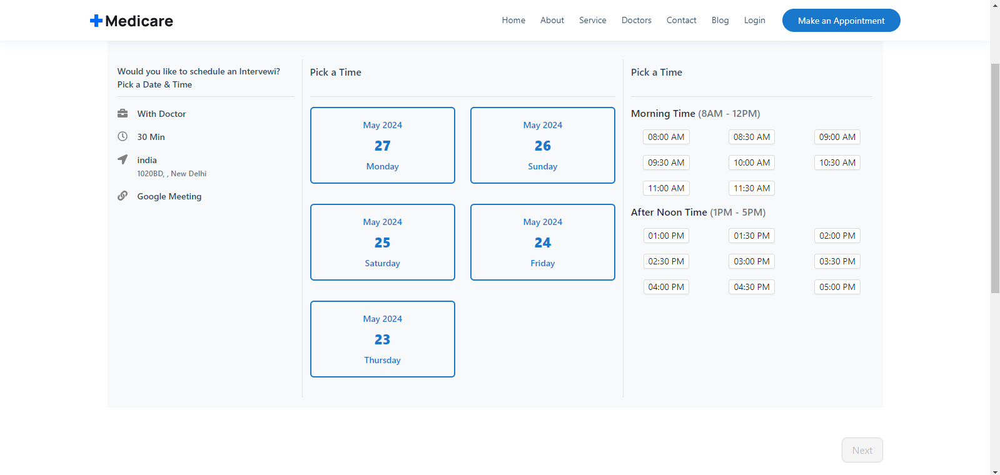 Medicare
Home About Service Doctors Contact Blog Login Make an Appointment
Would you like to schedule an Intervewi?
Pick a Date & Time
With Doctor
30 Min
india
1020BD, , New Delhi
Google Meeting
Pick a Time
May 2024
27
Monday
May 2024
26
Sunday
May 2024
25
Saturday
May 2024
24
Friday
May 2024
23
Thursday
Pick a Time
Morning Time (8AM - 12PM)
08:00 AM 08:30 AM 09:00 AM
09:30 AM 10:00 AM 10:30 AM
11:00 AM 11:30 AM
After Noon Time (1PM - 5PM)
01:00 PM 01:30 PM 02:00 PM
02:30 PM 03:00 PM 03:30 PM
04:00 PM 04:30 PM 05:00 PM
Next